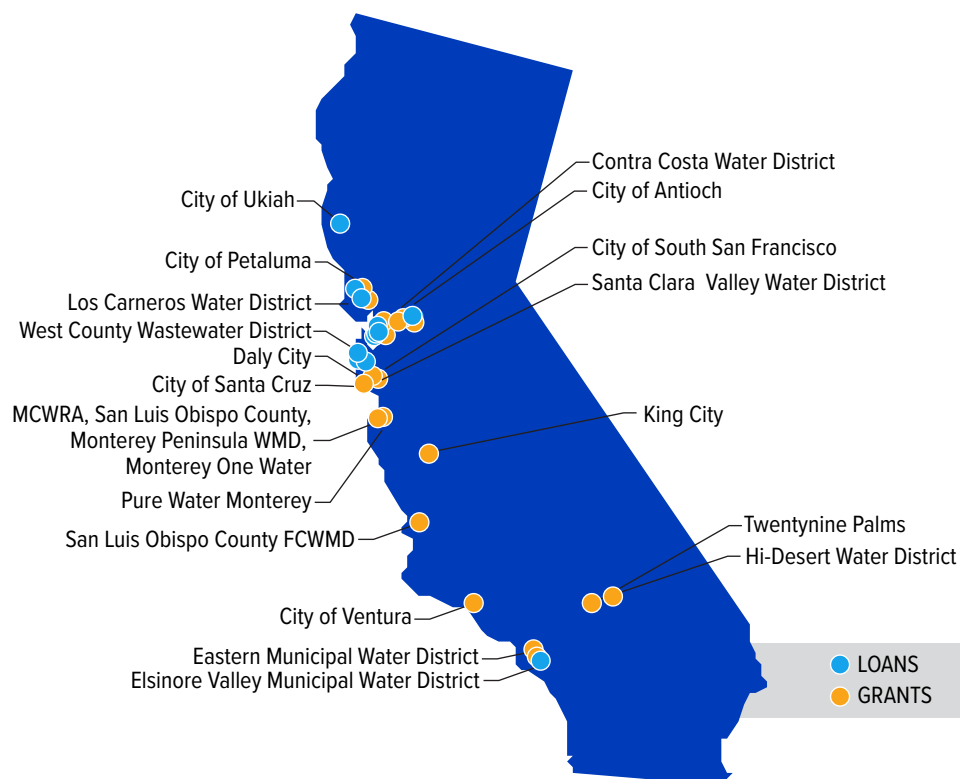 Contra Costa Water District
City of Antioch
City of Ukiah
City of South San Francisco
City of Petaluma
Santa Clara  Valley Water District
Los Carneros Water District
West County Wastewater District
Daly City
City of Santa Cruz
MCWRA, San Luis Obispo County,
Monterey Peninsula WMD,
Monterey One Water
King City
Pure Water Monterey
San Luis Obispo County FCWMD
Twentynine Palms
Hi-Desert Water District
City of Ventura
Eastern Municipal Water District
Elsinore Valley Municipal Water District
LOANS
GRANTS